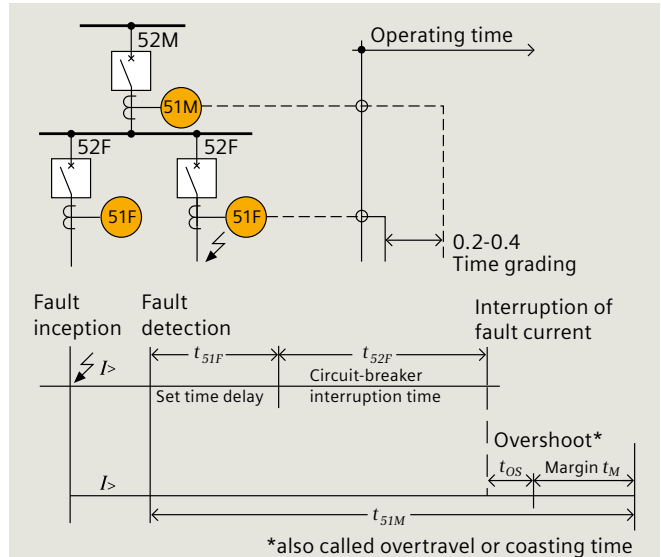 52M
Operating time
51M
52F
52F
51F
51F
0.2-0.4
Time grading
Fault
inception
Fault
detection
Interruption of
fault current
I>
t51F
t52F
Set time delay
Circuit-breaker
interruption time
Overshoot*
I>
tOS
Margin tM
t51M
*also called overtravel or coasting time